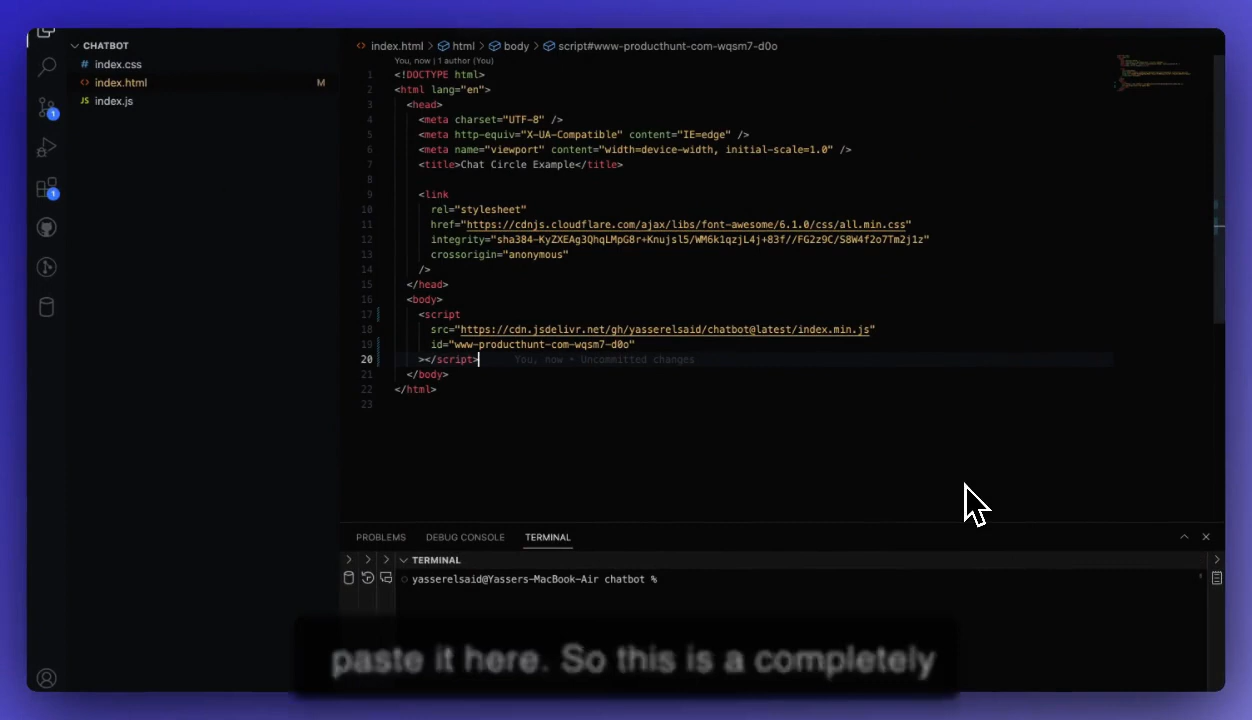 CHATBOT
index.css
index.html M
JS index.js
1
1
index.html > html > body > script#www-producthunt-com-wqsm7-d0o
You, now | 1 author (You)
1 <!DOCTYPE html>
2 <html lang="en">
3 <head>
4 <meta charset="UTF-8" />
5 <meta http-equiv="X-UA-Compatible" content="IE=edge" />
6 <meta name="viewport" content="width=device-width, initial-scale=1.0" />
7 <title>Chat Circle Example</title>
8
9 <link
10 rel="stylesheet"
11 href="https://cdnjs.cloudflare.com/ajax/libs/font-awesome/6.1.0/css/all.min.css"
12 integrity="sha384-KyZXEAg3QhqLMpG8r+Knujsl5/WM6k1qzjL4j+83f//FG2z9C/S8W4f2o7Tm2j1z"
13 crossorigin="anonymous"
14 />
15 </head>
16 <body>
17 <script
18 src="https://cdn.jsdelivr.net/gh/yasserelsaid/chatbot@latest/index.min.js"
19 id="www-producthunt-com-wqsm7-d0o"
20 ></script> You, now • Uncommitted changes
21 </body>
22 </html>
23
PROBLEMS DEBUG CONSOLE TERMINAL
TERMINAL
yasserelsaid@Yassers-MacBook-Air chatbot %
paste it here. So this is a completely